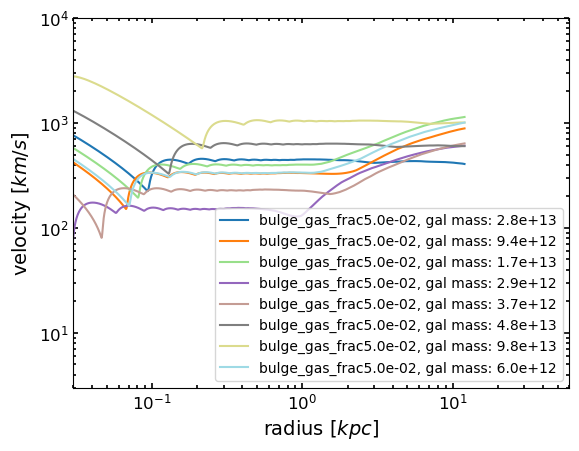 10^4
10^3
10^2
10^1
velocity [km/s]
bulge_gas_frac5.0e-02, gal mass: 2.8e+13
bulge_gas_frac5.0e-02, gal mass: 9.4e+12
bulge_gas_frac5.0e-02, gal mass: 1.7e+13
bulge_gas_frac5.0e-02, gal mass: 2.9e+12
bulge_gas_frac5.0e-02, gal mass: 3.7e+12
bulge_gas_frac5.0e-02, gal mass: 4.8e+13
bulge_gas_frac5.0e-02, gal mass: 9.8e+13
bulge_gas_frac5.0e-02, gal mass: 6.0e+12
10^−1 10^0 10^1
radius [kpc]